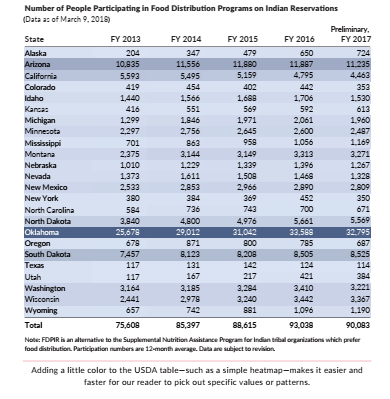 Number of People Participating in Food Distribution Programs on Indian Reservations
(Data as of March 9, 2018)
Preliminary,
State FY 2013 FY 2014 FY 2015 FY 2016 FY 2017
Alaska 204 347 479 650 724
Arizona 10,835 11,556 11,880 11,887 11,235
California 5,593 5,495 5,159 4,795 4,463
Colorado 419 454 402 442 353
Idaho 1,440 1,566 1,688 1,706 1,530
Kansas 416 551 569 592 613
Michigan 1,299 1,846 1,971 2,061 1,960
Minnesota 2,297 2,756 2,645 2,600 2,487
Mississippi 701 863 958 1,056 1,169
Montana 2,375 3,144 3,149 3,313 3,271
Nebraska 1,010 1,229 1,339 1,396 1,267
Nevada 1,373 1,611 1,508 1,468 1,328
New Mexico 2,533 2,853 2,966 2,890 2,809
New York 380 384 369 452 350
North Carolina 584 736 743 700 671
North Dakota 3,840 4,800 4,976 5,661 5,569
Oklahoma 25,678 29,012 31,042 33,588 32,795
Oregon 678 871 800 785 687
South Dakota 7,457 8,123 8,208 8,505 8,525
Texas 117 131 142 124 114
Utah 117 167 217 421 384
Washington 3,164 3,185 3,284 3,410 3,221
Wisconsin 2,441 2,978 3,240 3,442 3,367
Wyoming 657 742 881 1,096 1,190
Total 75,608 85,397 88,615 93,038 90,083
Note: FDPIR is an alternative to the Supplemental Nutrition Assistance Program for Indian tribal organizations which prefer
food distribution. Participation numbers are 12-month average. Data are subject to revision.
Adding a little color to the USDA table—such as a simple heatmap—makes it easier and
faster for our reader to pick out specific values or patterns.